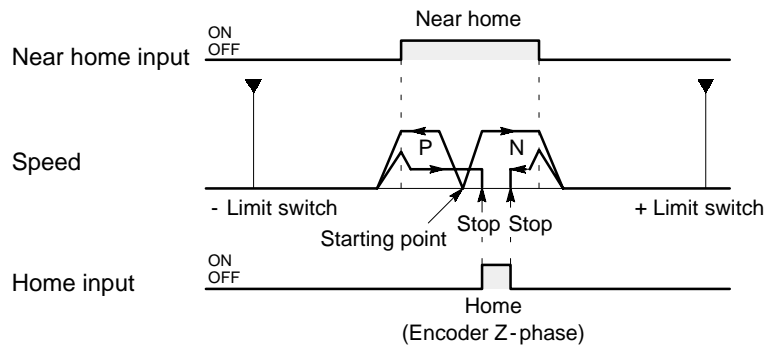 Near home
ON
OFF
Near home input
P
N
Speed
- Limit switch
+ Limit switch
Starting point
Stop
Stop
ON
OFF
Home input
Home
(Encoder Z-phase)